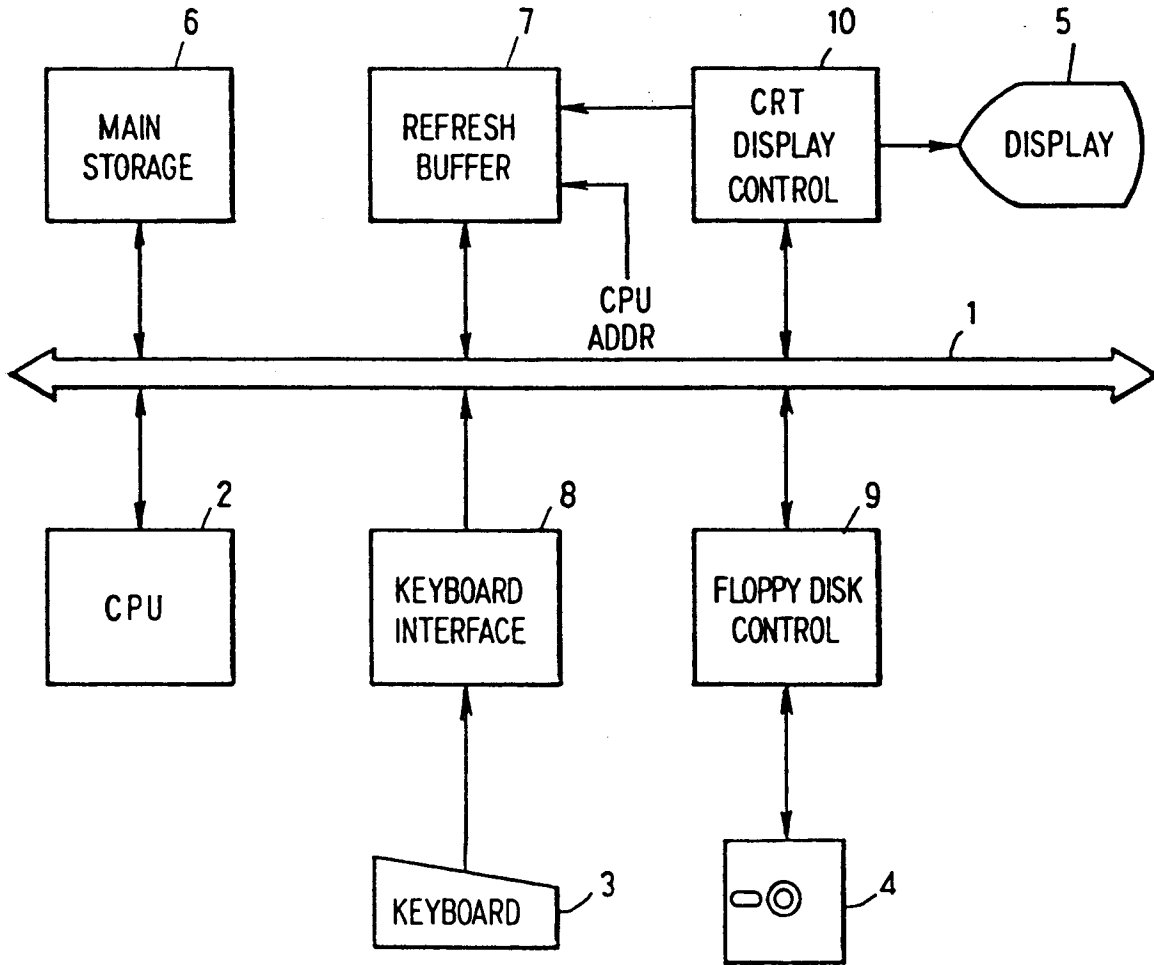 6
7
10
5
MAIN
STORAGE
REFRESH
BUFFER
CRT
DISPLAY
CONTROL
DISPLAY
CPU
ADDR
1
2
8
9
CPU
KEYBOARD
INTERFACE
FLOPPY DISK
CONTROL
KEYBOARD
3
4